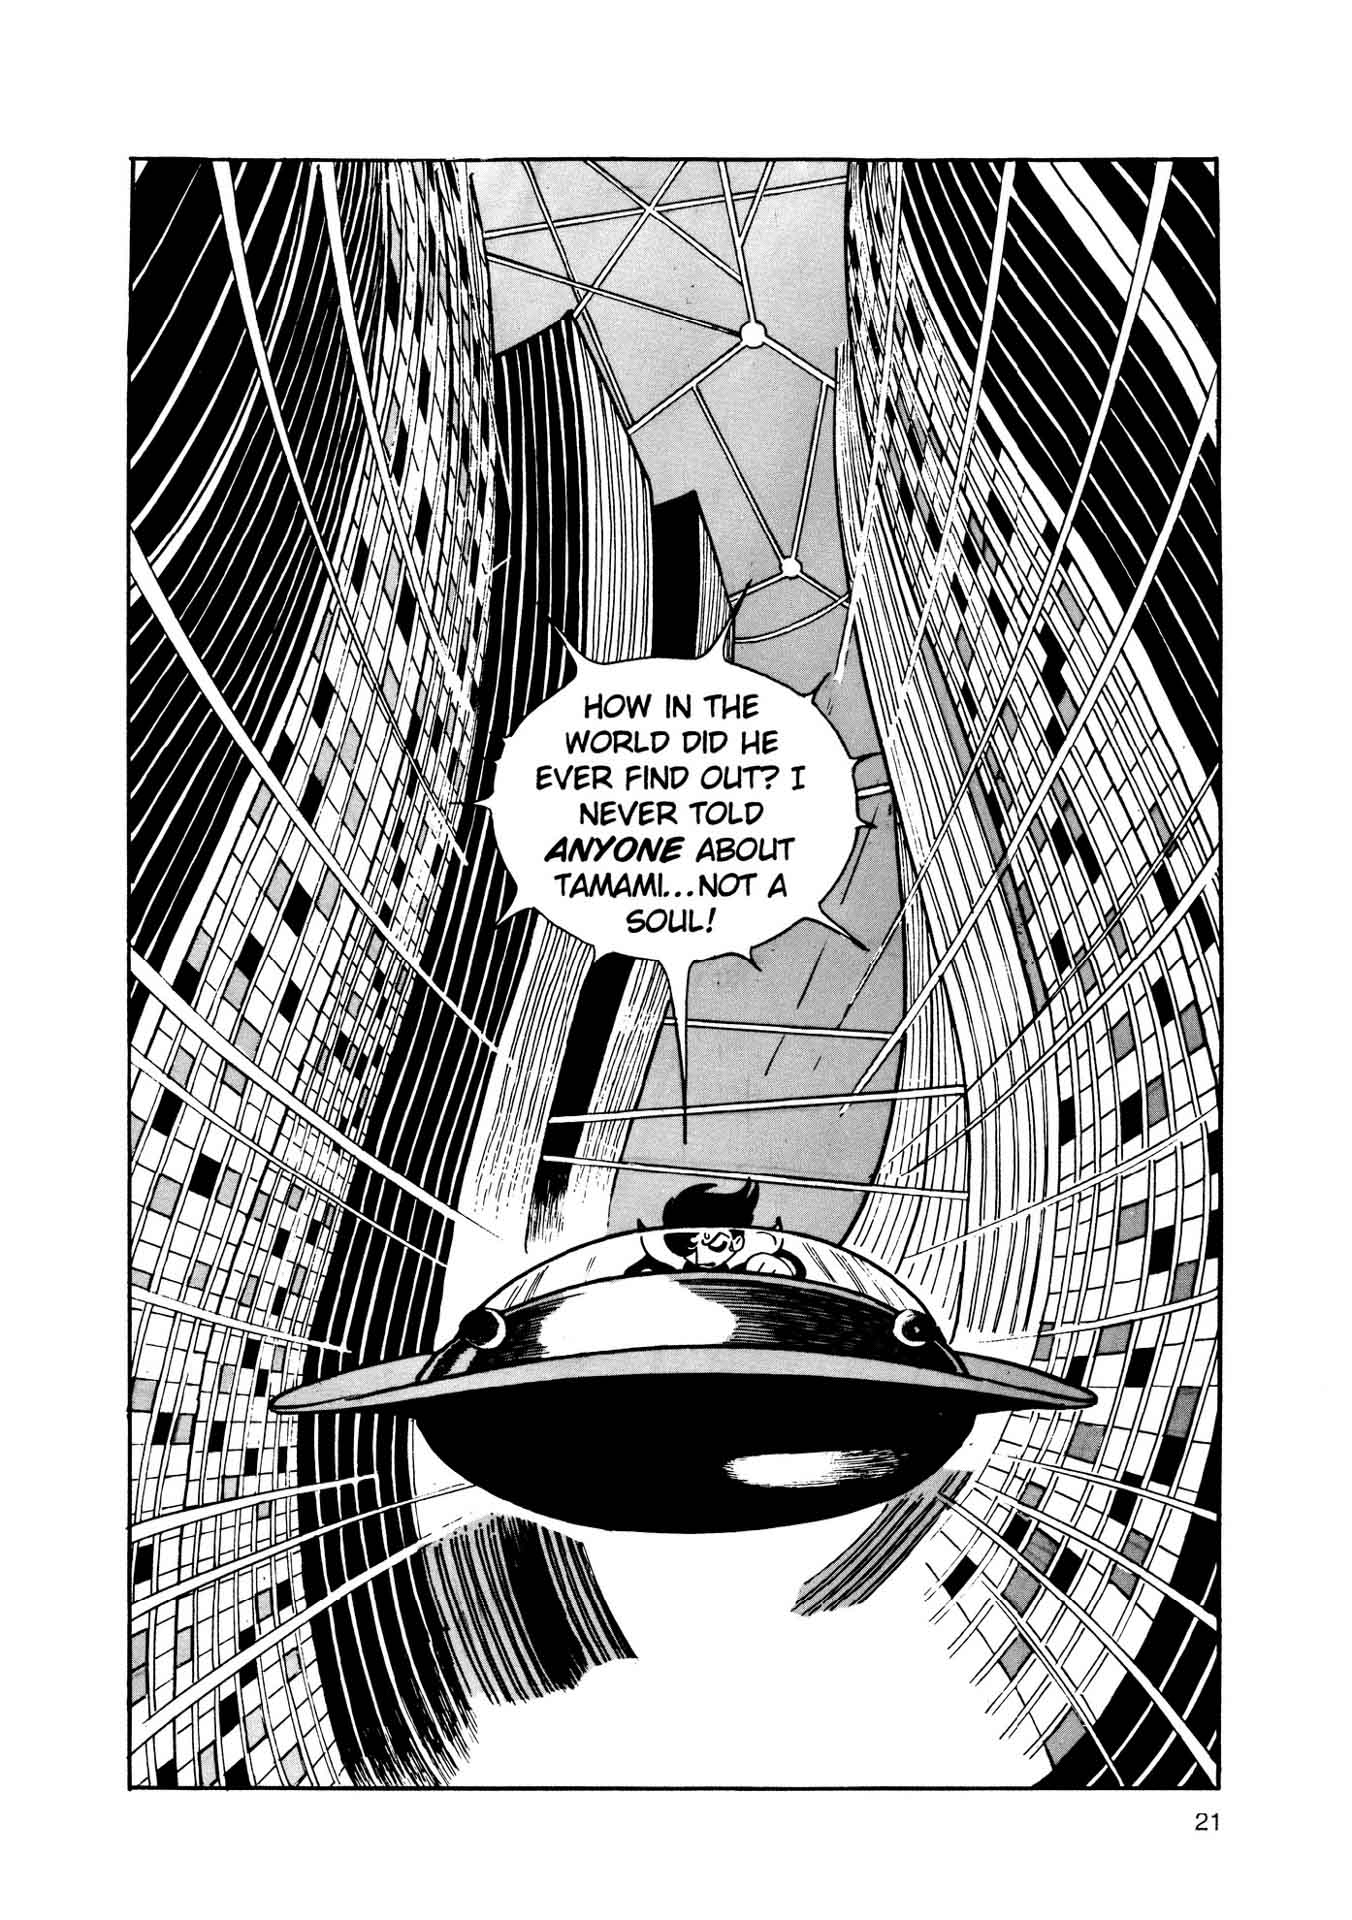 HOW IN THE
WORLD DID HE
EVER FIND OUT? I
NEVER TOLD
ANYONE ABOUT
TAMAMI...NOT A
SOUL!
21